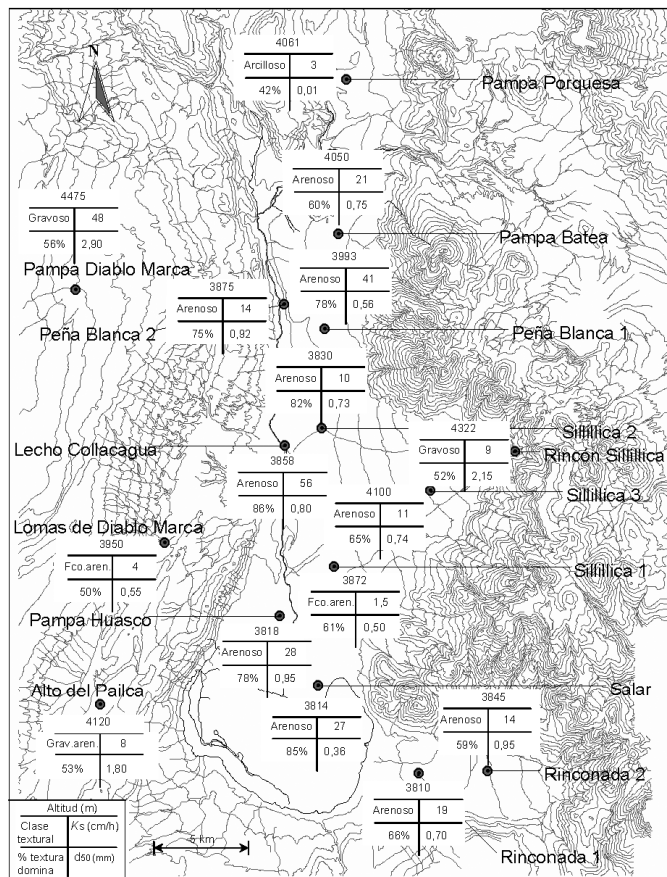 4061
Arcilloso 3
42% 0,01
N
Pampa Porquesa
4050
Arenoso 21
60% 0,75
4475
Gravoso 48
56% 2,90
Pampa Batea
Pampa Diablo Marca
3993
Arenoso 41
78% 0,56
3875
Arenoso 14
75% 0,92
Peña Blanca 2
Peña Blanca 1
3830
Arenoso 10
82% 0,73
Sillillica 2
4322
Gravoso 9
52% 2,15
Lecho Collacagua
Rincón Sillillica
3858
Arenoso 56
86% 0,80
Sillillica 3
4100
Arenoso 11
65% 0,74
Lomas de Diablo Marca
3950
Fco.aren. 4
50% 0,55
Sillillica 1
3872
Fco.aren. 1,5
61% 0,50
Pampa Huasco
3818
Arenoso 28
78% 0,95
Alto del Pailca
Salar
4120
Grav.aren. 8
53% 1,80
3814
Arenoso 27
85% 0,36
3845
Arenoso 14
59% 0,95
Rinconada 2
3810
Arenoso 19
66% 0,70
Rinconada 1
Altitud (m)
Clase textural Ks (cm/h)
% textura domina d50 (mm)
5 km